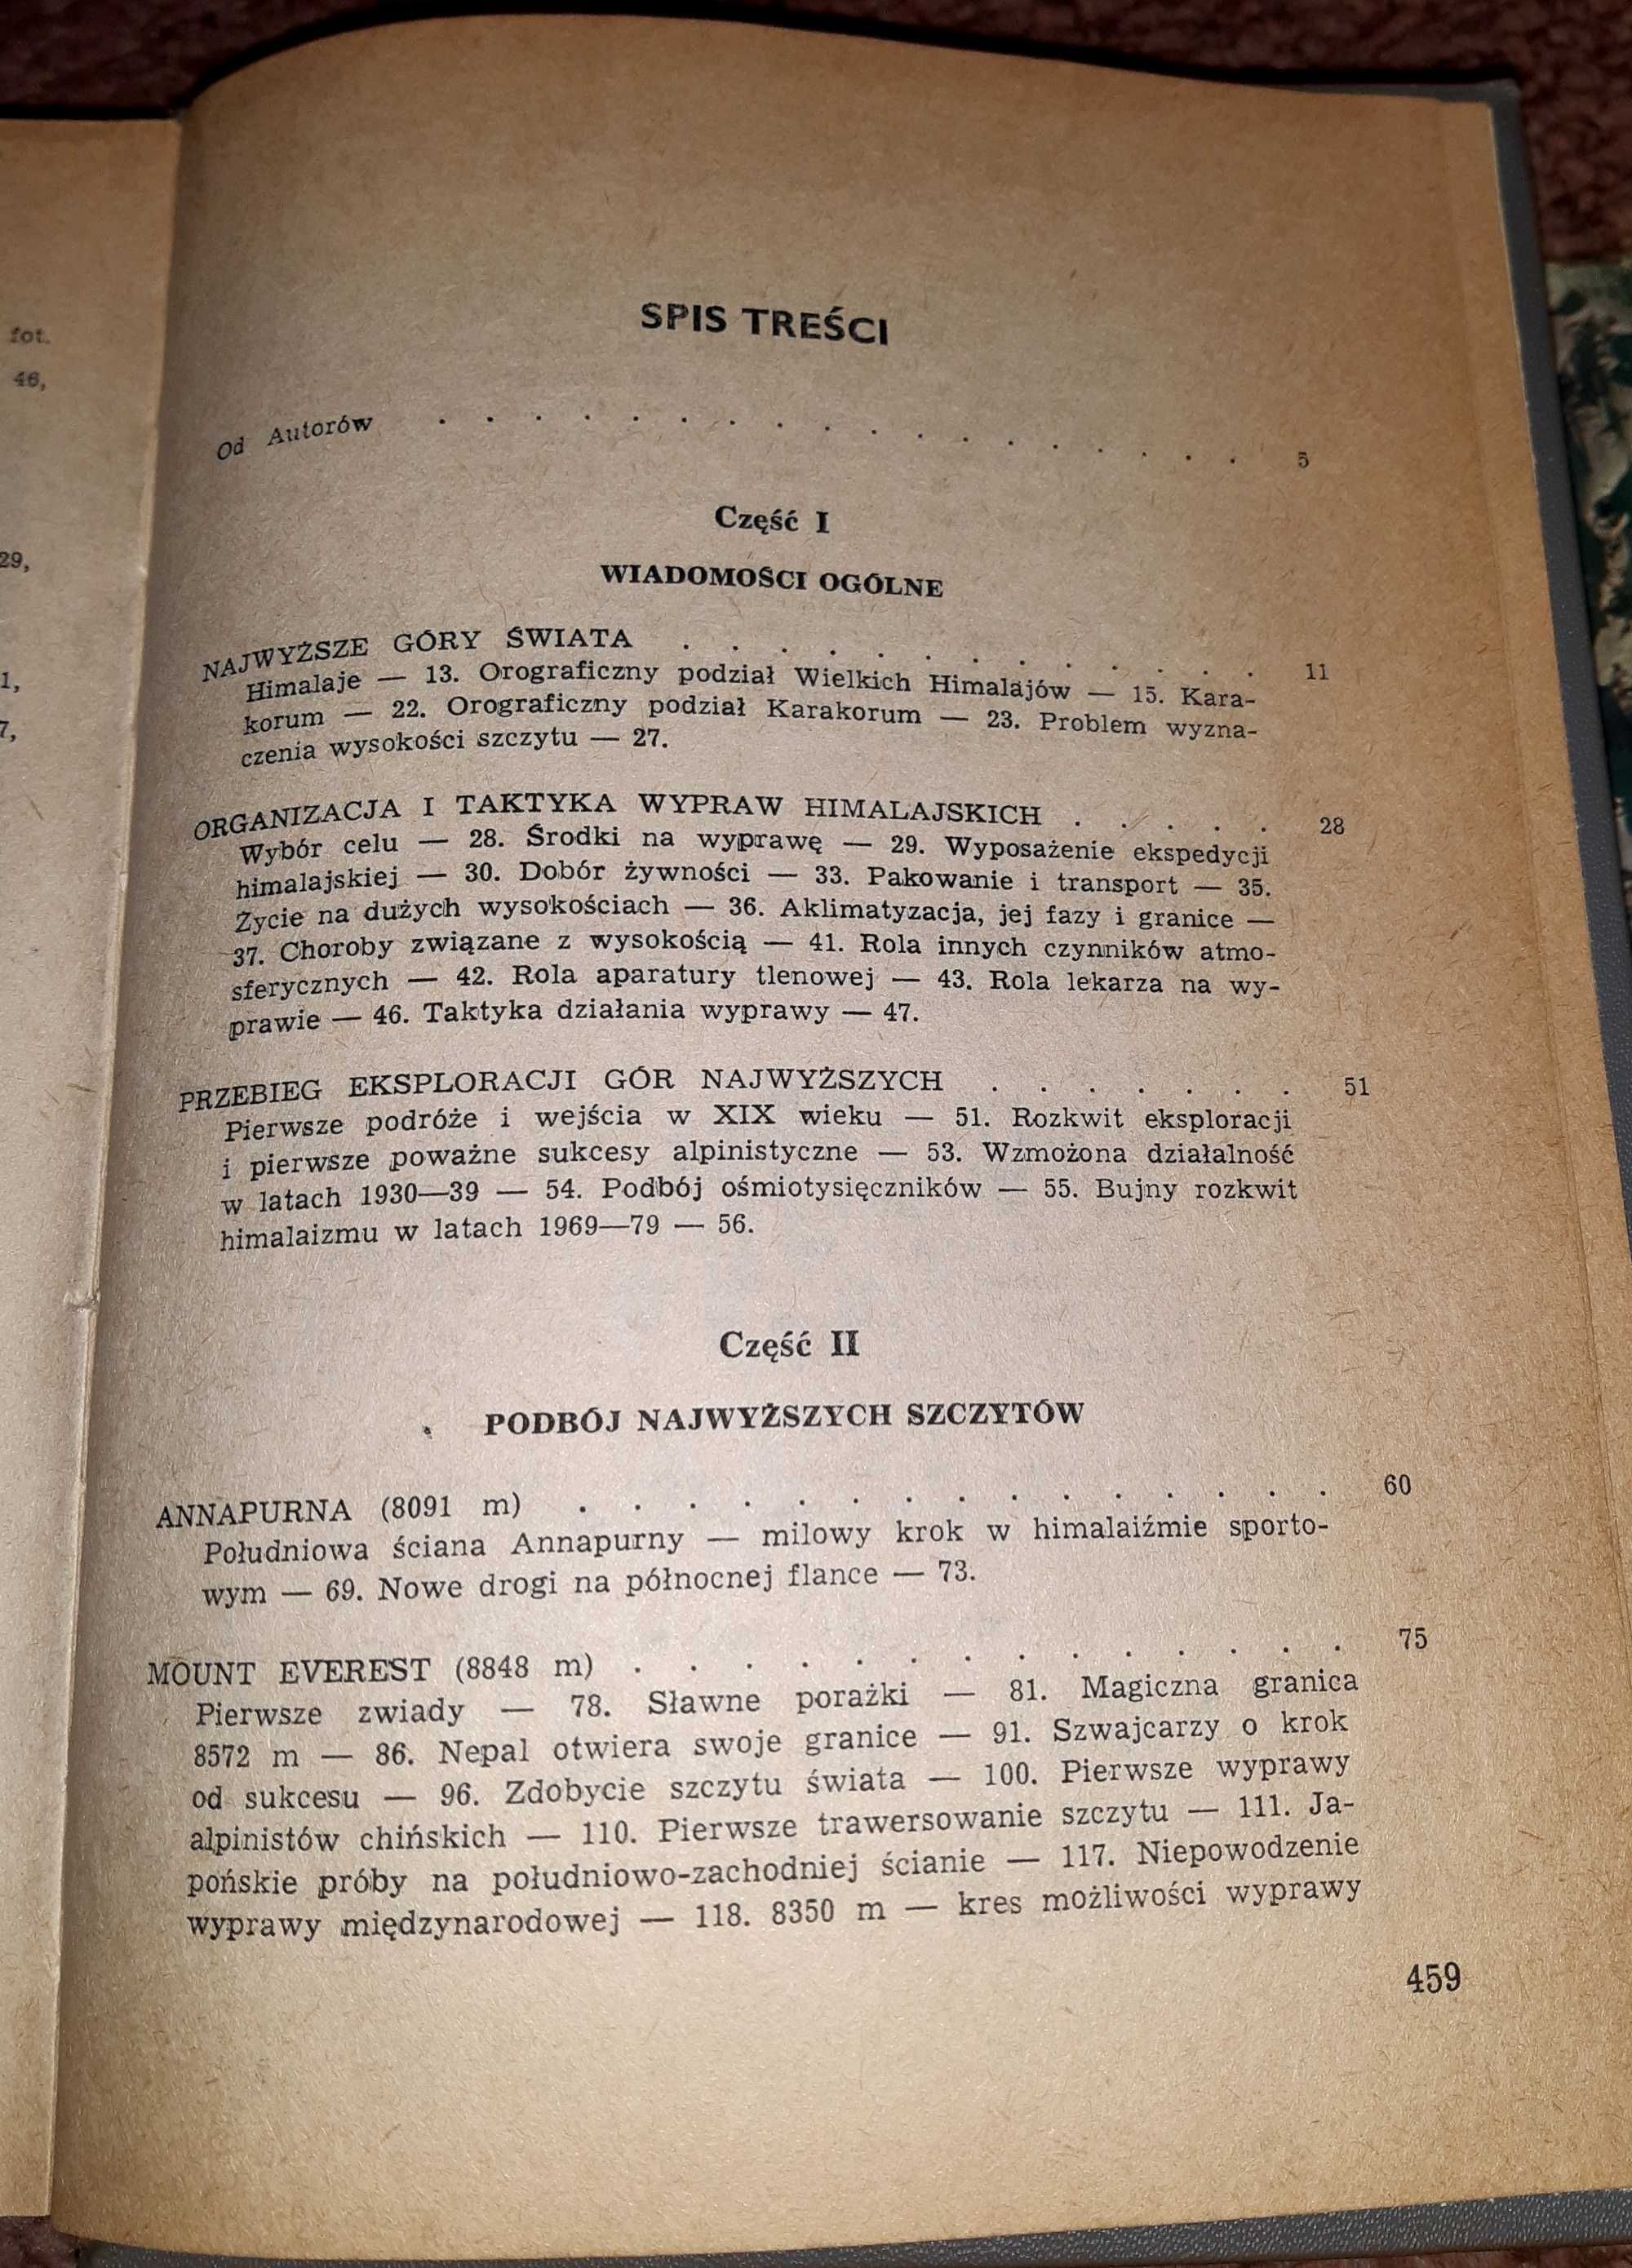 fot.
46,
29,
1,
7,
SPIS TREŚCI
Od Autorów . . . . . . . . . . . . . . . . . . 5
Część I
WIADOMOŚCI OGÓLNE
NAJWYŻSZE GÓRY ŚWIATA . . . . . . . . . . . . . 11
Himalaje — 13. Orograficzny podział Wielkich Himalajów — 15. Kara-
korum — 22. Orograficzny podział Karakorum — 23. Problem wyzna-
czenia wysokości szczytu — 27.
ORGANIZACJA I TAKTYKA WYPRAW HIMALAJSKICH . . . . . 28
Wybór celu — 28. Środki na wyprawę — 29. Wyposażenie ekspedycji
himalajskiej — 30. Dobór żywności — 33. Pakowanie i transport — 35.
Życie na dużych wysokościach — 36. Aklimatyzacja, jej fazy i granice —
37. Choroby związane z wysokością — 41. Rola innych czynników atmo-
sferycznych — 42. Rola aparatury tlenowej — 43. Rola lekarza na wy-
prawie — 46. Taktyka działania wyprawy — 47.
PRZEBIEG EKSPLORACJI GÓR NAJWYŻSZYCH . . . . . . . 51
Pierwsze podróże i wejścia w XIX wieku — 51. Rozkwit eksploracji
i pierwsze poważne sukcesy alpinistyczne — 53. Wzmożona działalność
w latach 1930—39 — 54. Podbój ośmiotysięczników — 55. Bujny rozkwit
himalaizmu w latach 1969—79 — 56.
Część II
PODBÓJ NAJWYŻSZYCH SZCZYTÓW
ANNAPURNA (8091 m) . . . . . . . . . . . . . . . 60
Południowa ściana Annapurny — milowy krok w himalaiźmie sporto-
wym — 69. Nowe drogi na północnej flance — 73.
MOUNT EVEREST (8848 m) . . . . . . . . . . . . . . 75
Pierwsze zwiady — 78. Sławne porażki — 81. Magiczna granica
8572 m — 86. Nepal otwiera swoje granice — 91. Szwajcarzy o krok
od sukcesu — 96. Zdobycie szczytu świata — 100. Pierwsze wyprawy
alpinistów chińskich — 110. Pierwsze trawersowanie szczytu — 111. Ja-
pońskie próby na południowo-zachodniej ścianie — 117. Niepowodzenie
wyprawy międzynarodowej — 118. 8350 m — kres możliwości wyprawy
459